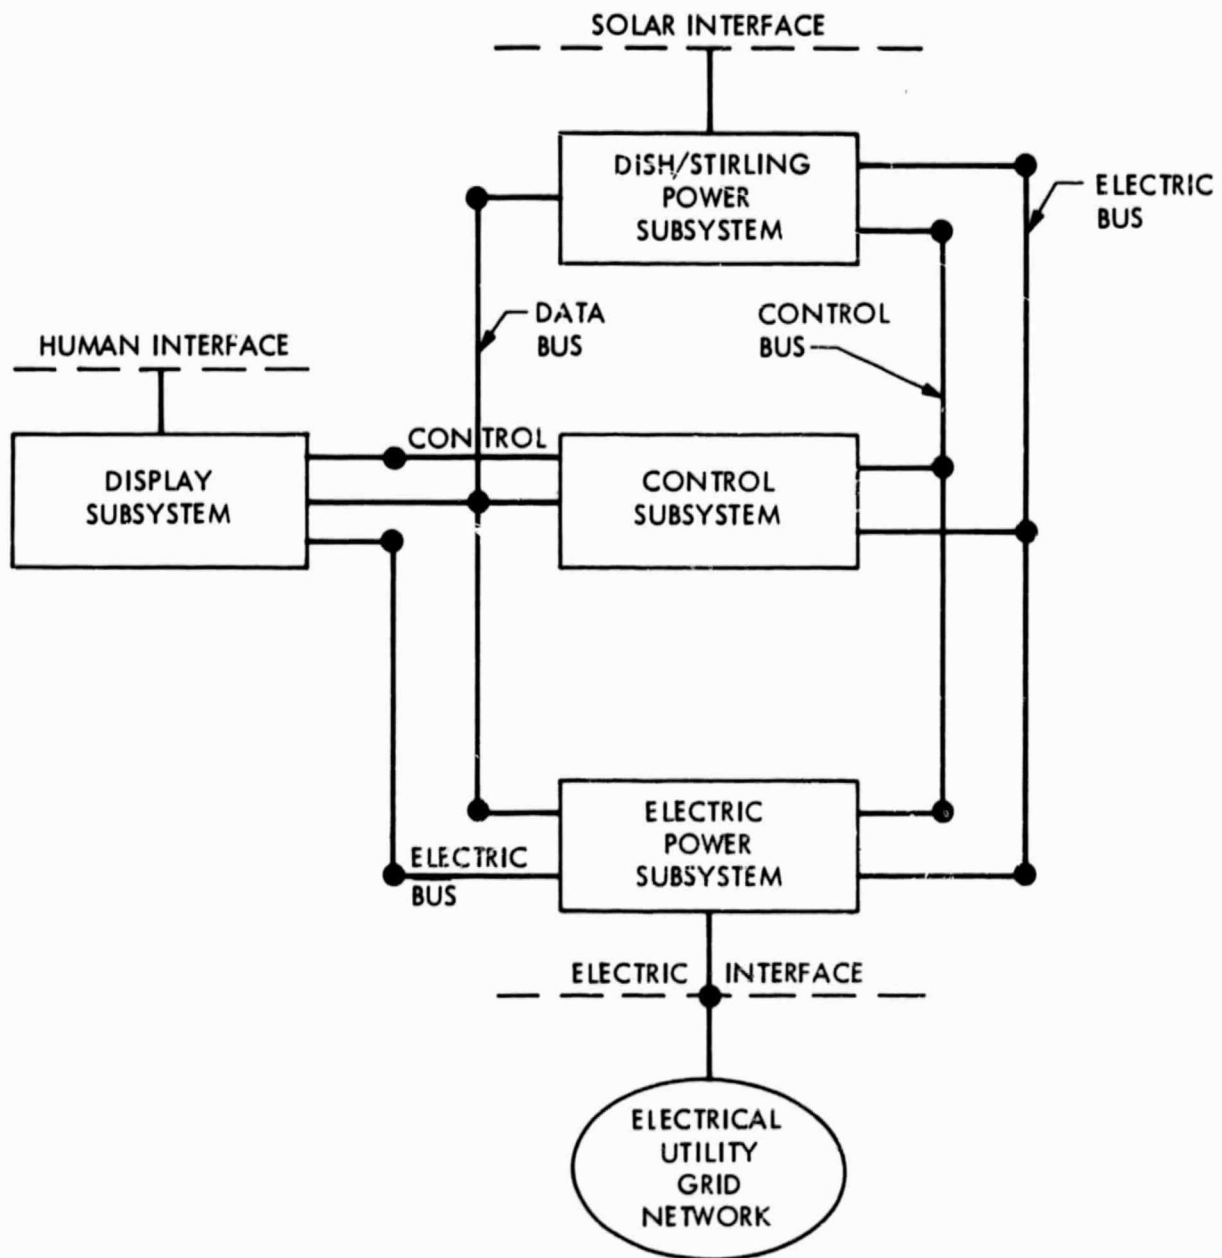 SOLAR INTERFACE
DiSH/STIRLING
POWER
SUBSYSTEM
ELECTRIC
BUS
DATA
BUS
CONTROL
BUS
HUMAN INTERFACE
DISPLAY
SUBSYSTEM
CONTROL
CONTROL
SUBSYSTEM
ELECTRIC
POWER
SUBSYSTEM
ELECTRIC
BUS
ELECTRIC INTERFACE
ELECTRICAL
UTILITY
GRID
NETWORK